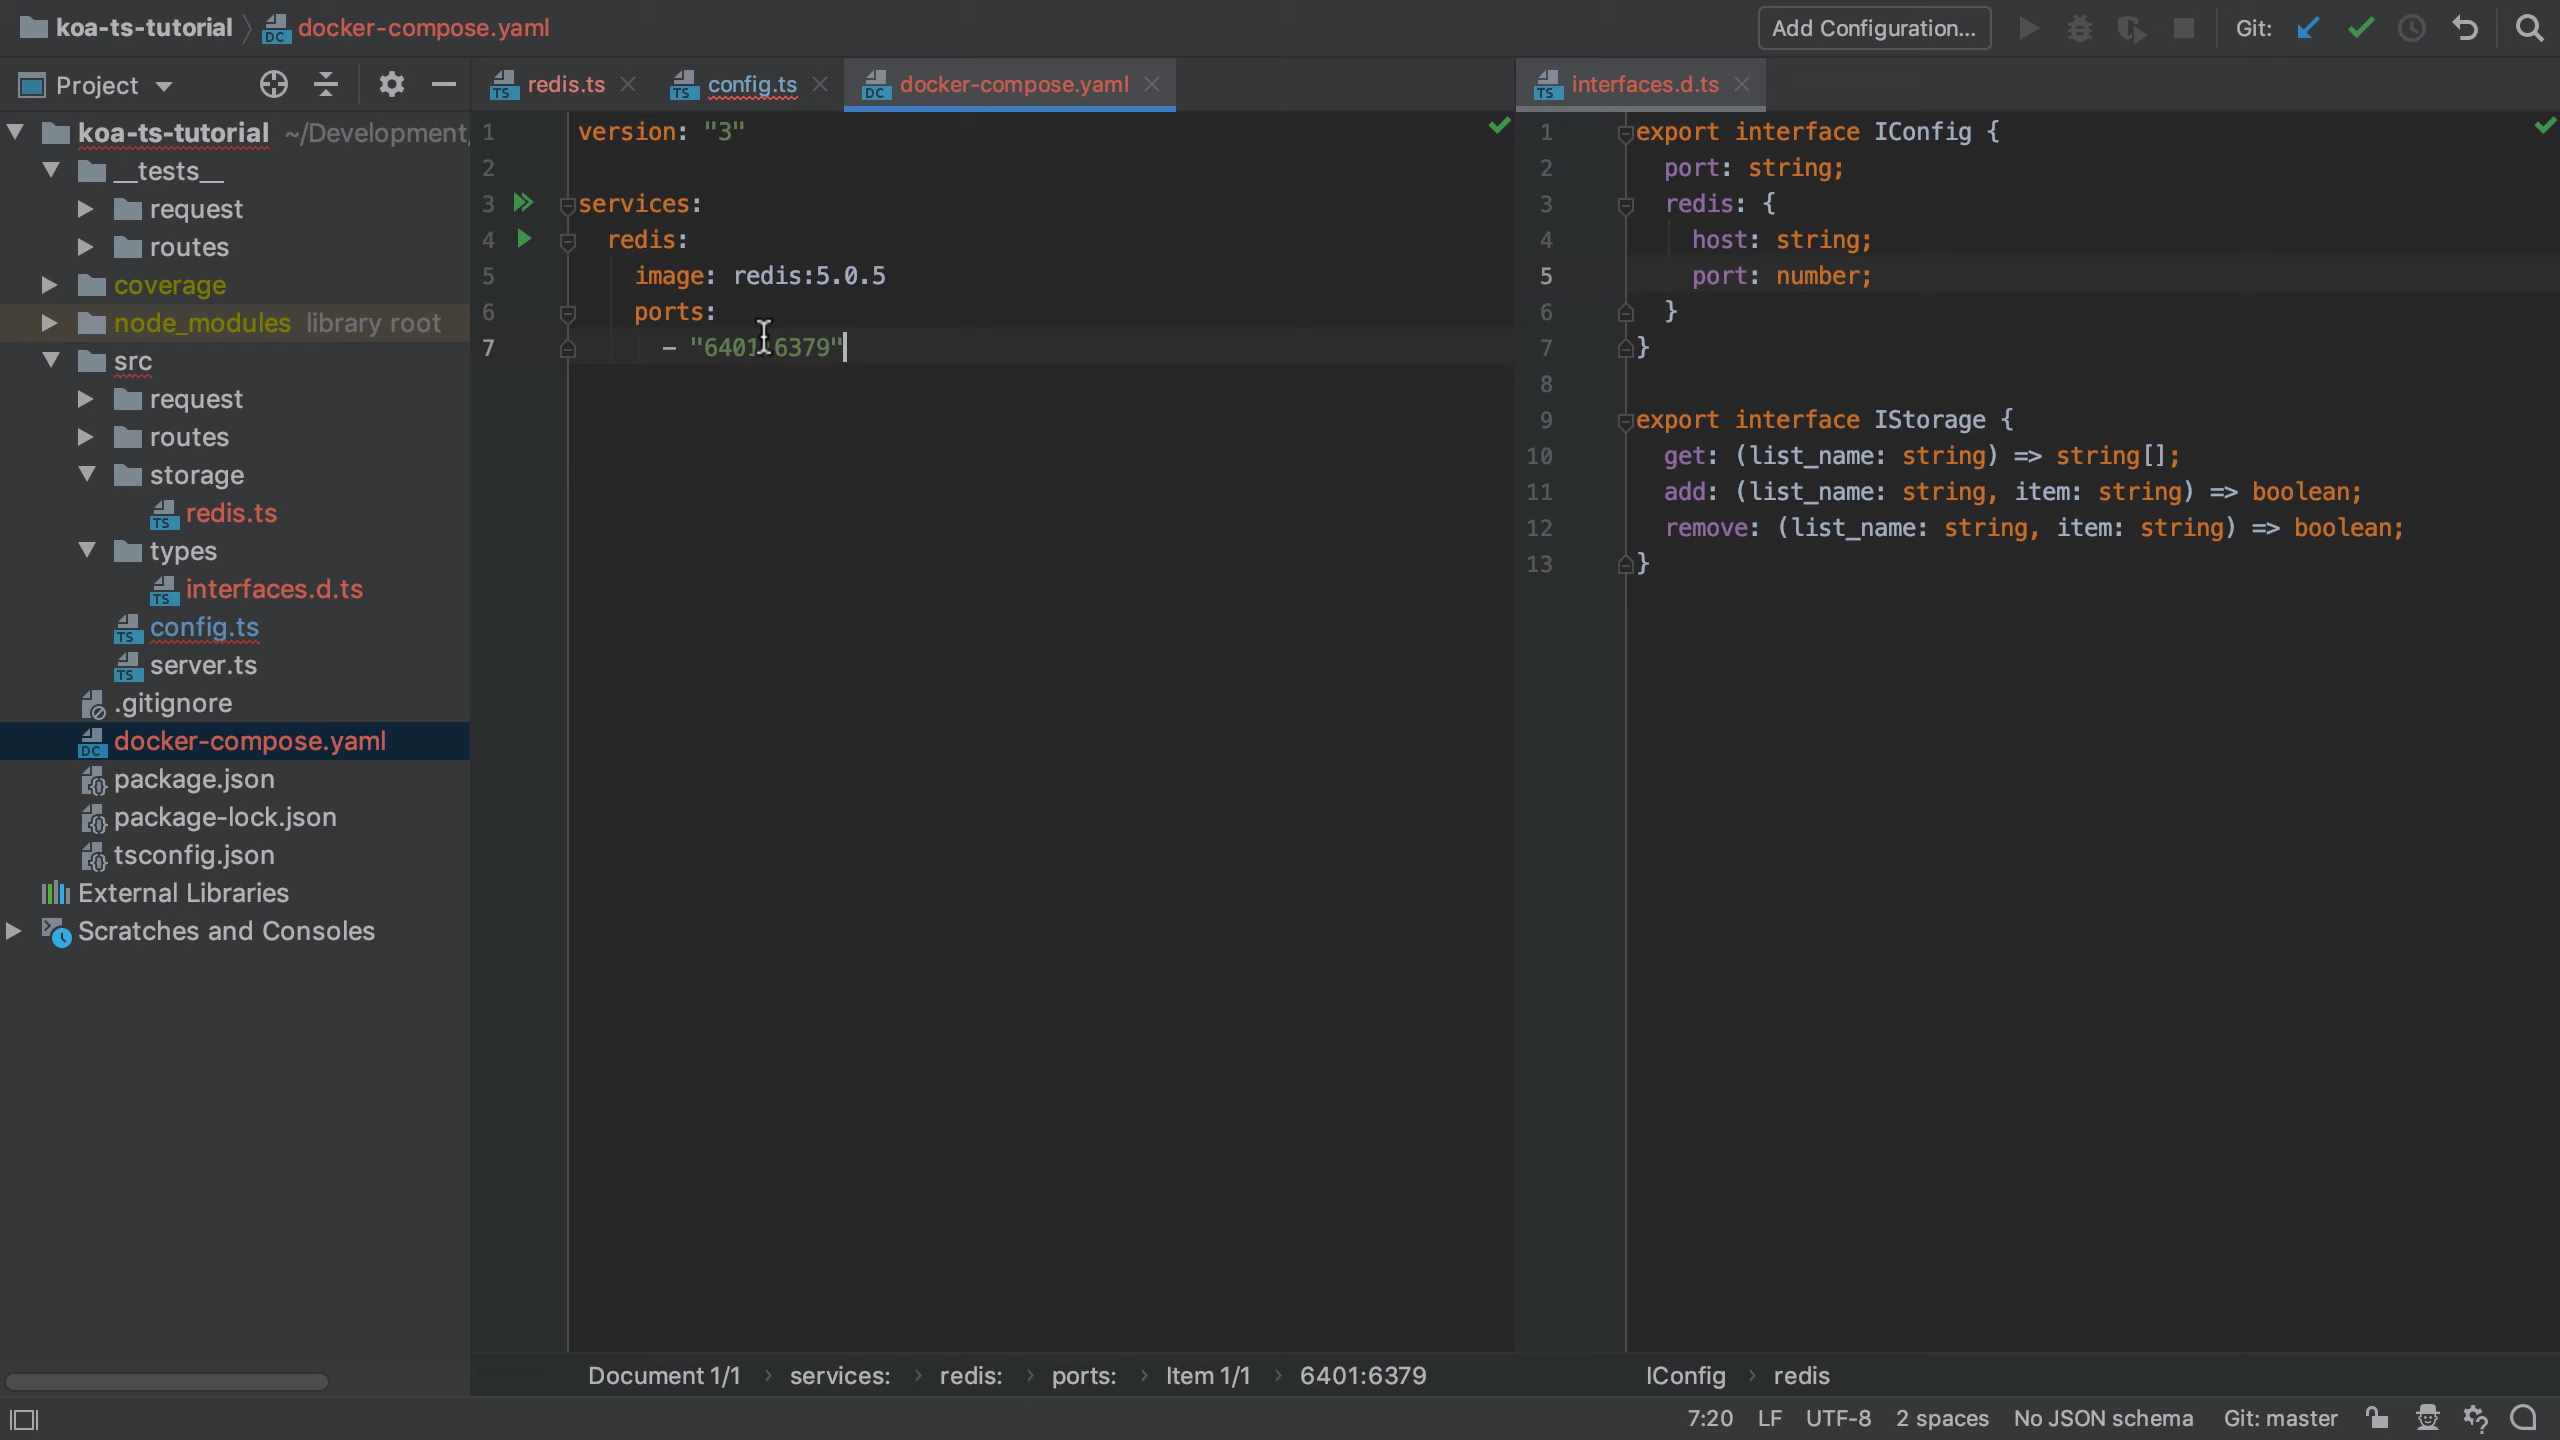 koa-ts-tutorial
docker-compose.yaml
Add Configuration...
Git:
Project
redis.ts
config.ts
docker-compose.yaml
interfaces.d.ts
koa-ts-tutorial ~/Development/
__tests__
request
routes
coverage
node_modules library root
src
request
routes
storage
TS redis.ts
types
TS interfaces.d.ts
TS config.ts
TS server.ts
.gitignore
DC docker-compose.yaml
package.json
package-lock.json
tsconfig.json
External Libraries
Scratches and Consoles
1 version: "3"
2
3 services:
4 redis:
5 image: redis:5.0.5
6 ports:
7 - "6401:6379"
1 export interface IConfig {
2 port: string;
3 redis: {
4 host: string;
5 port: number;
6 }
7 }
8
9 export interface IStorage {
10 get: (list_name: string) => string[];
11 add: (list_name: string, item: string) => boolean;
12 remove: (list_name: string, item: string) => boolean;
13 }
Document 1/1 › services: › redis: › ports: › Item 1/1 › 6401:6379
IConfig › redis
7:20 LF UTF-8 2 spaces No JSON schema Git: master